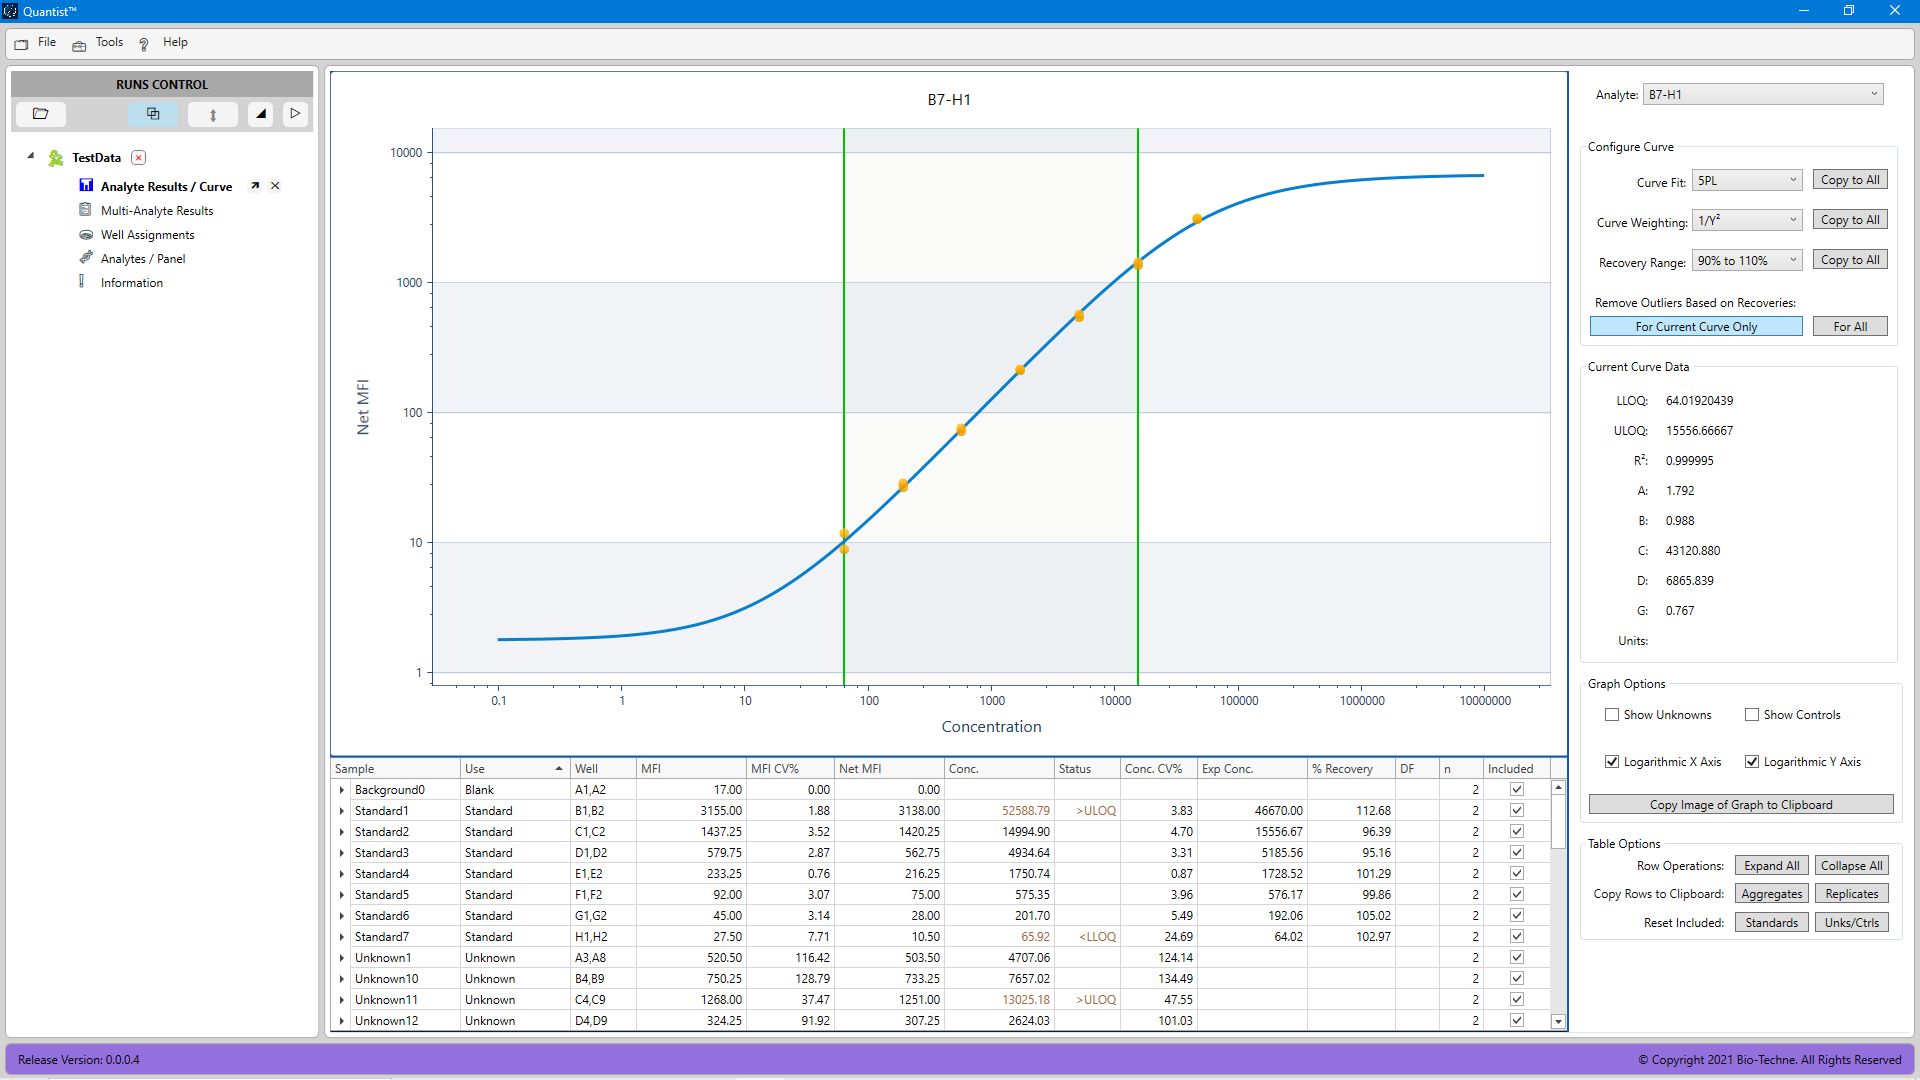 Quantist™
File Tools Help
RUNS CONTROL
TestData
Analyte Results / Curve
Multi-Analyte Results
Well Assignments
Analytes / Panel
Information
B7-H1
10000
1000
100
10
1
Net MFI
0.1 1 10 100 1000 10000 100000 1000000 10000000
Concentration
Sample Use Well MFI MFI CV% Net MFI Conc. Status Conc. CV% Exp Conc. % Recovery DF n Included
Background0 Blank A1,A2 17.00 0.00 0.00 2
Standard1 Standard B1,B2 3155.00 1.88 3138.00 52588.79 >ULOQ 3.83 46670.00 112.68 2
Standard2 Standard C1,C2 1437.25 3.52 1420.25 14994.90 4.70 15556.67 96.39 2
Standard3 Standard D1,D2 579.75 2.87 562.75 4934.64 3.31 5185.56 95.16 2
Standard4 Standard E1,E2 233.25 0.76 216.25 1750.74 0.87 1728.52 101.29 2
Standard5 Standard F1,F2 92.00 3.07 75.00 575.35 3.96 576.17 99.86 2
Standard6 Standard G1,G2 45.00 3.14 28.00 201.70 5.49 192.06 105.02 2
Standard7 Standard H1,H2 27.50 7.71 10.50 65.92 <LLOQ 24.69 64.02 102.97 2
Unknown1 Unknown A3,A8 520.50 116.42 503.50 4707.06 124.14 2
Unknown10 Unknown B4,B9 750.25 128.79 733.25 7657.02 134.49 2
Unknown11 Unknown C4,C9 1268.00 37.47 1251.00 13025.18 >ULOQ 47.55 2
Unknown12 Unknown D4,D9 324.25 91.92 307.25 2624.03 101.03 2
Analyte: B7-H1
Configure Curve
Curve Fit: 5PL Copy to All
Curve Weighting: 1/Y² Copy to All
Recovery Range: 90% to 110% Copy to All
Remove Outliers Based on Recoveries:
For Current Curve Only For All
Current Curve Data
LLOQ: 64.01920439
ULOQ: 15556.66667
R²: 0.999995
A: 1.792
B: 0.988
C: 43120.880
D: 6865.839
G: 0.767
Units:
Graph Options
Show Unknowns Show Controls
Logarithmic X Axis Logarithmic Y Axis
Copy Image of Graph to Clipboard
Table Options
Row Operations: Expand All Collapse All
Copy Rows to Clipboard: Aggregates Replicates
Reset Included: Standards Unks/Ctrls
Release Version: 0.0.0.4
© Copyright 2021 Bio-Techne. All Rights Reserved